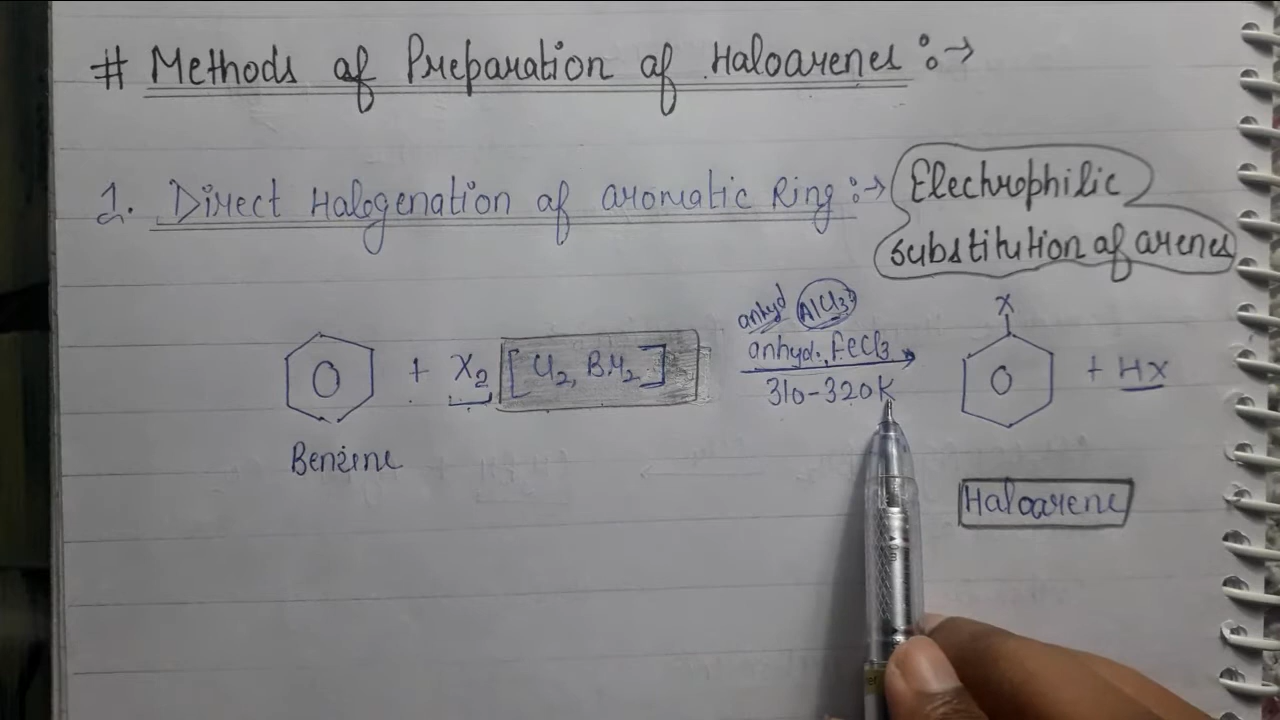 # Methods of Preparation of Haloarenes :→
1. Direct Halogenation of aromatic Ring :→ Electrophilic
substitution of arenes
anhyd AlCl3
X
+ X2 [Cl2, Br2] anhyd. FeCl3 + HX
310-320K
Benzene
Haloarene